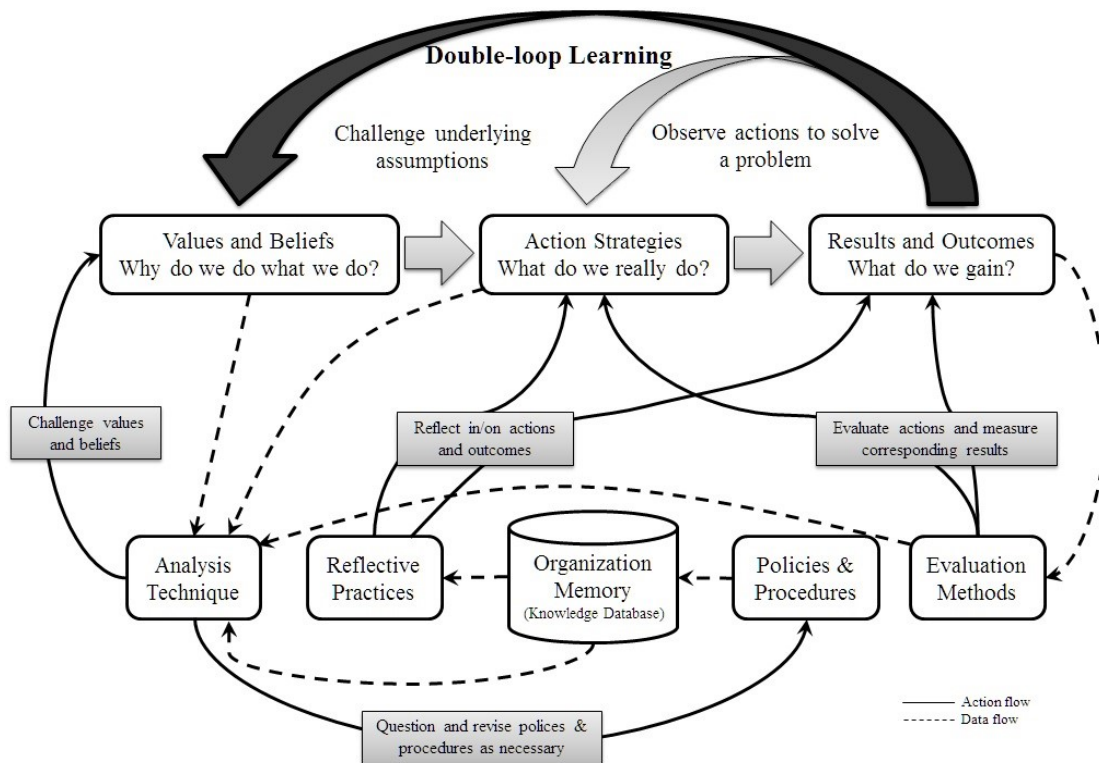 Double-loop Learning
Challenge underlying
assumptions
Observe actions to solve
a problem
Values and Beliefs
Why do we do what we do?
Action Strategies
What do we really do?
Results and Outcomes
What do we gain?
Challenge values
and beliefs
Reflect in/on actions
and outcomes
Evaluate actions and measure
corresponding results
Analysis
Technique
Reflective
Practices
Organization
Memory
(Knowledge Database)
Policies &
Procedures
Evaluation
Methods
Question and revise polices &
procedures as necessary
Action flow
Data flow